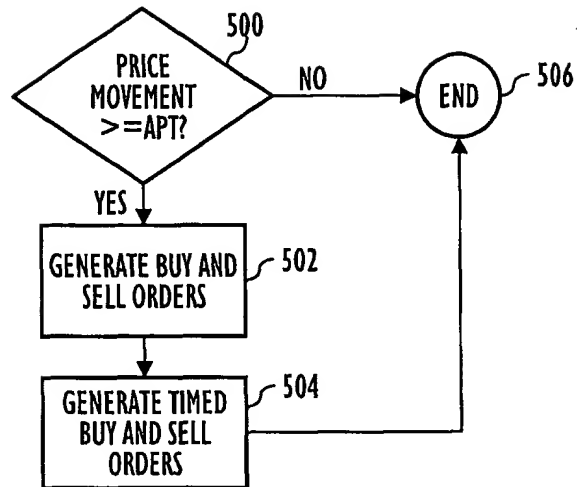 500
PRICE
MOVEMENT
>=APT?
NO
END
506
YES
GENERATE BUY AND
SELL ORDERS
502
GENERATE TIMED
BUY AND SELL
ORDERS
504